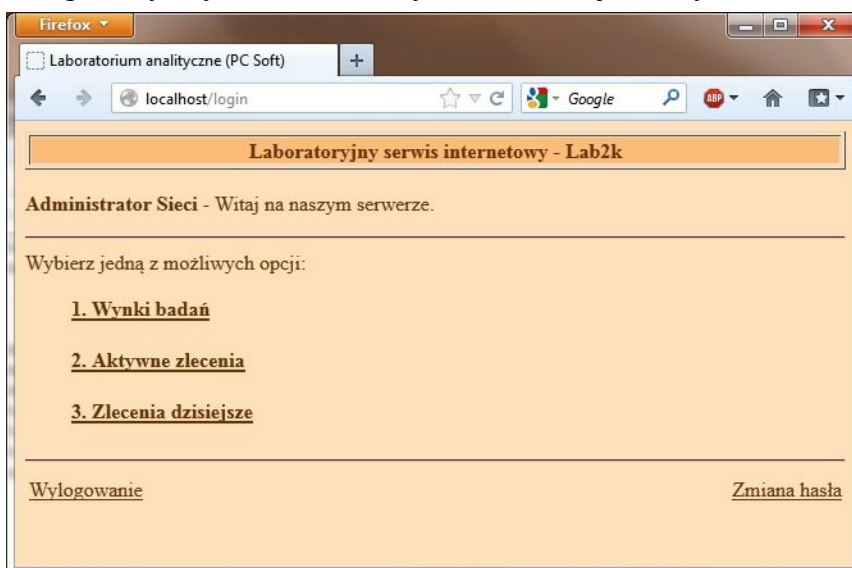 Firefox
Laboratorium analityczne (PC Soft)
localhost/login
Google
ABP
Laboratoryjny serwis internetowy - Lab2k
Administrator Sieci - Witaj na naszym serwerze.
Wybierz jedną z możliwych opcji:
1. Wynki badań
2. Aktywne zlecenia
3. Zlecenia dzisiejsze
Wylogowanie Zmiana hasła